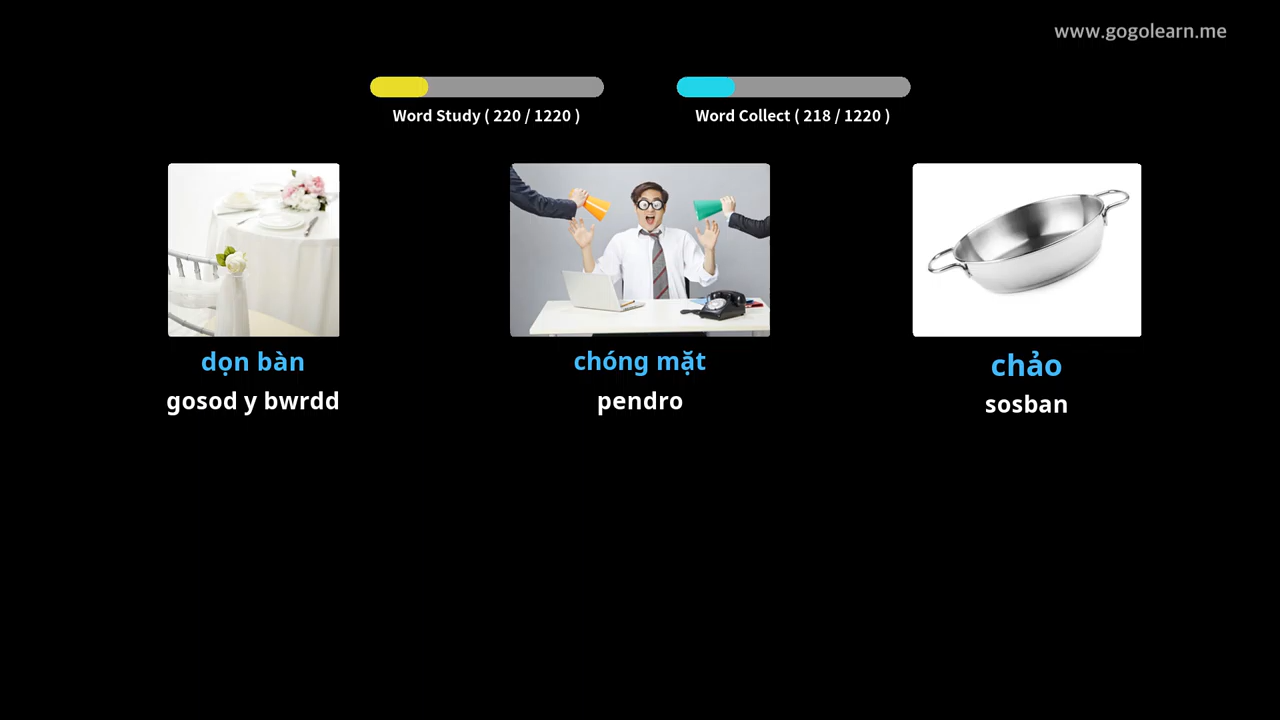 www.gogolearn.me
Word Study ( 220 / 1220 )
Word Collect ( 218 / 1220 )
dọn bàn
gosod y bwrdd
chóng mặt
pendro
chảo
sosban